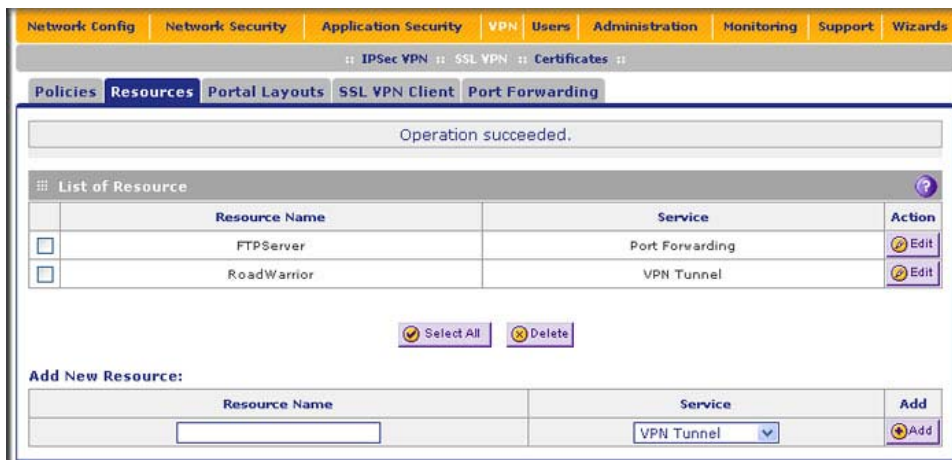 Network Config Network Security Application Security VPN Users Administration Monitoring Support Wizards
:: IPSec VPN :: SSL VPN :: Certificates ::
Policies Resources Portal Layouts SSL VPN Client Port Forwarding
Operation succeeded.
List of Resource ?
Resource Name Service Action
FTPServer Port Forwarding Edit
RoadWarrior VPN Tunnel Edit
Select All Delete
Add New Resource:
Resource Name Service Add
VPN Tunnel Add